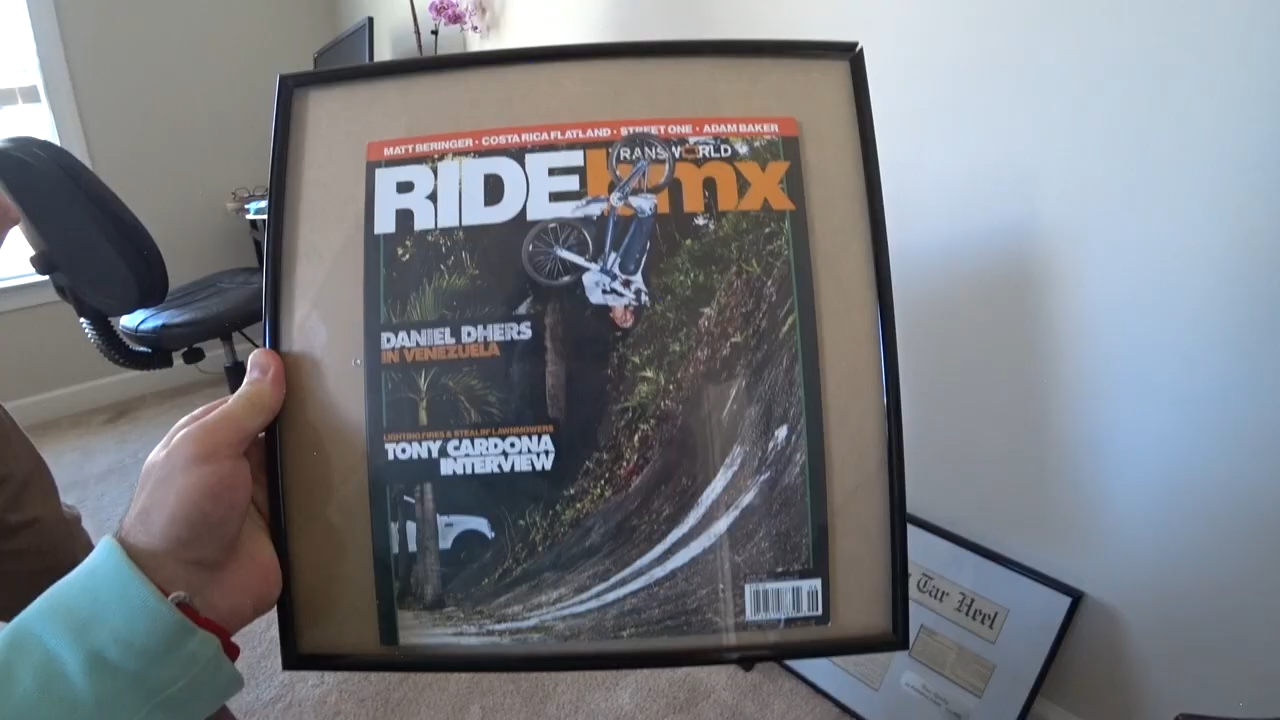 MATT BERINGER • COSTA RICA FLATLAND • STREET ONE • ADAM BAKER
TRANSWORLD
RIDE bmx
DANIEL DHERS
IN VENEZUELA
LIGHTING FIRES & STEALIN' LAWNMOWERS
TONY CARDONA
INTERVIEW
Tar Heel